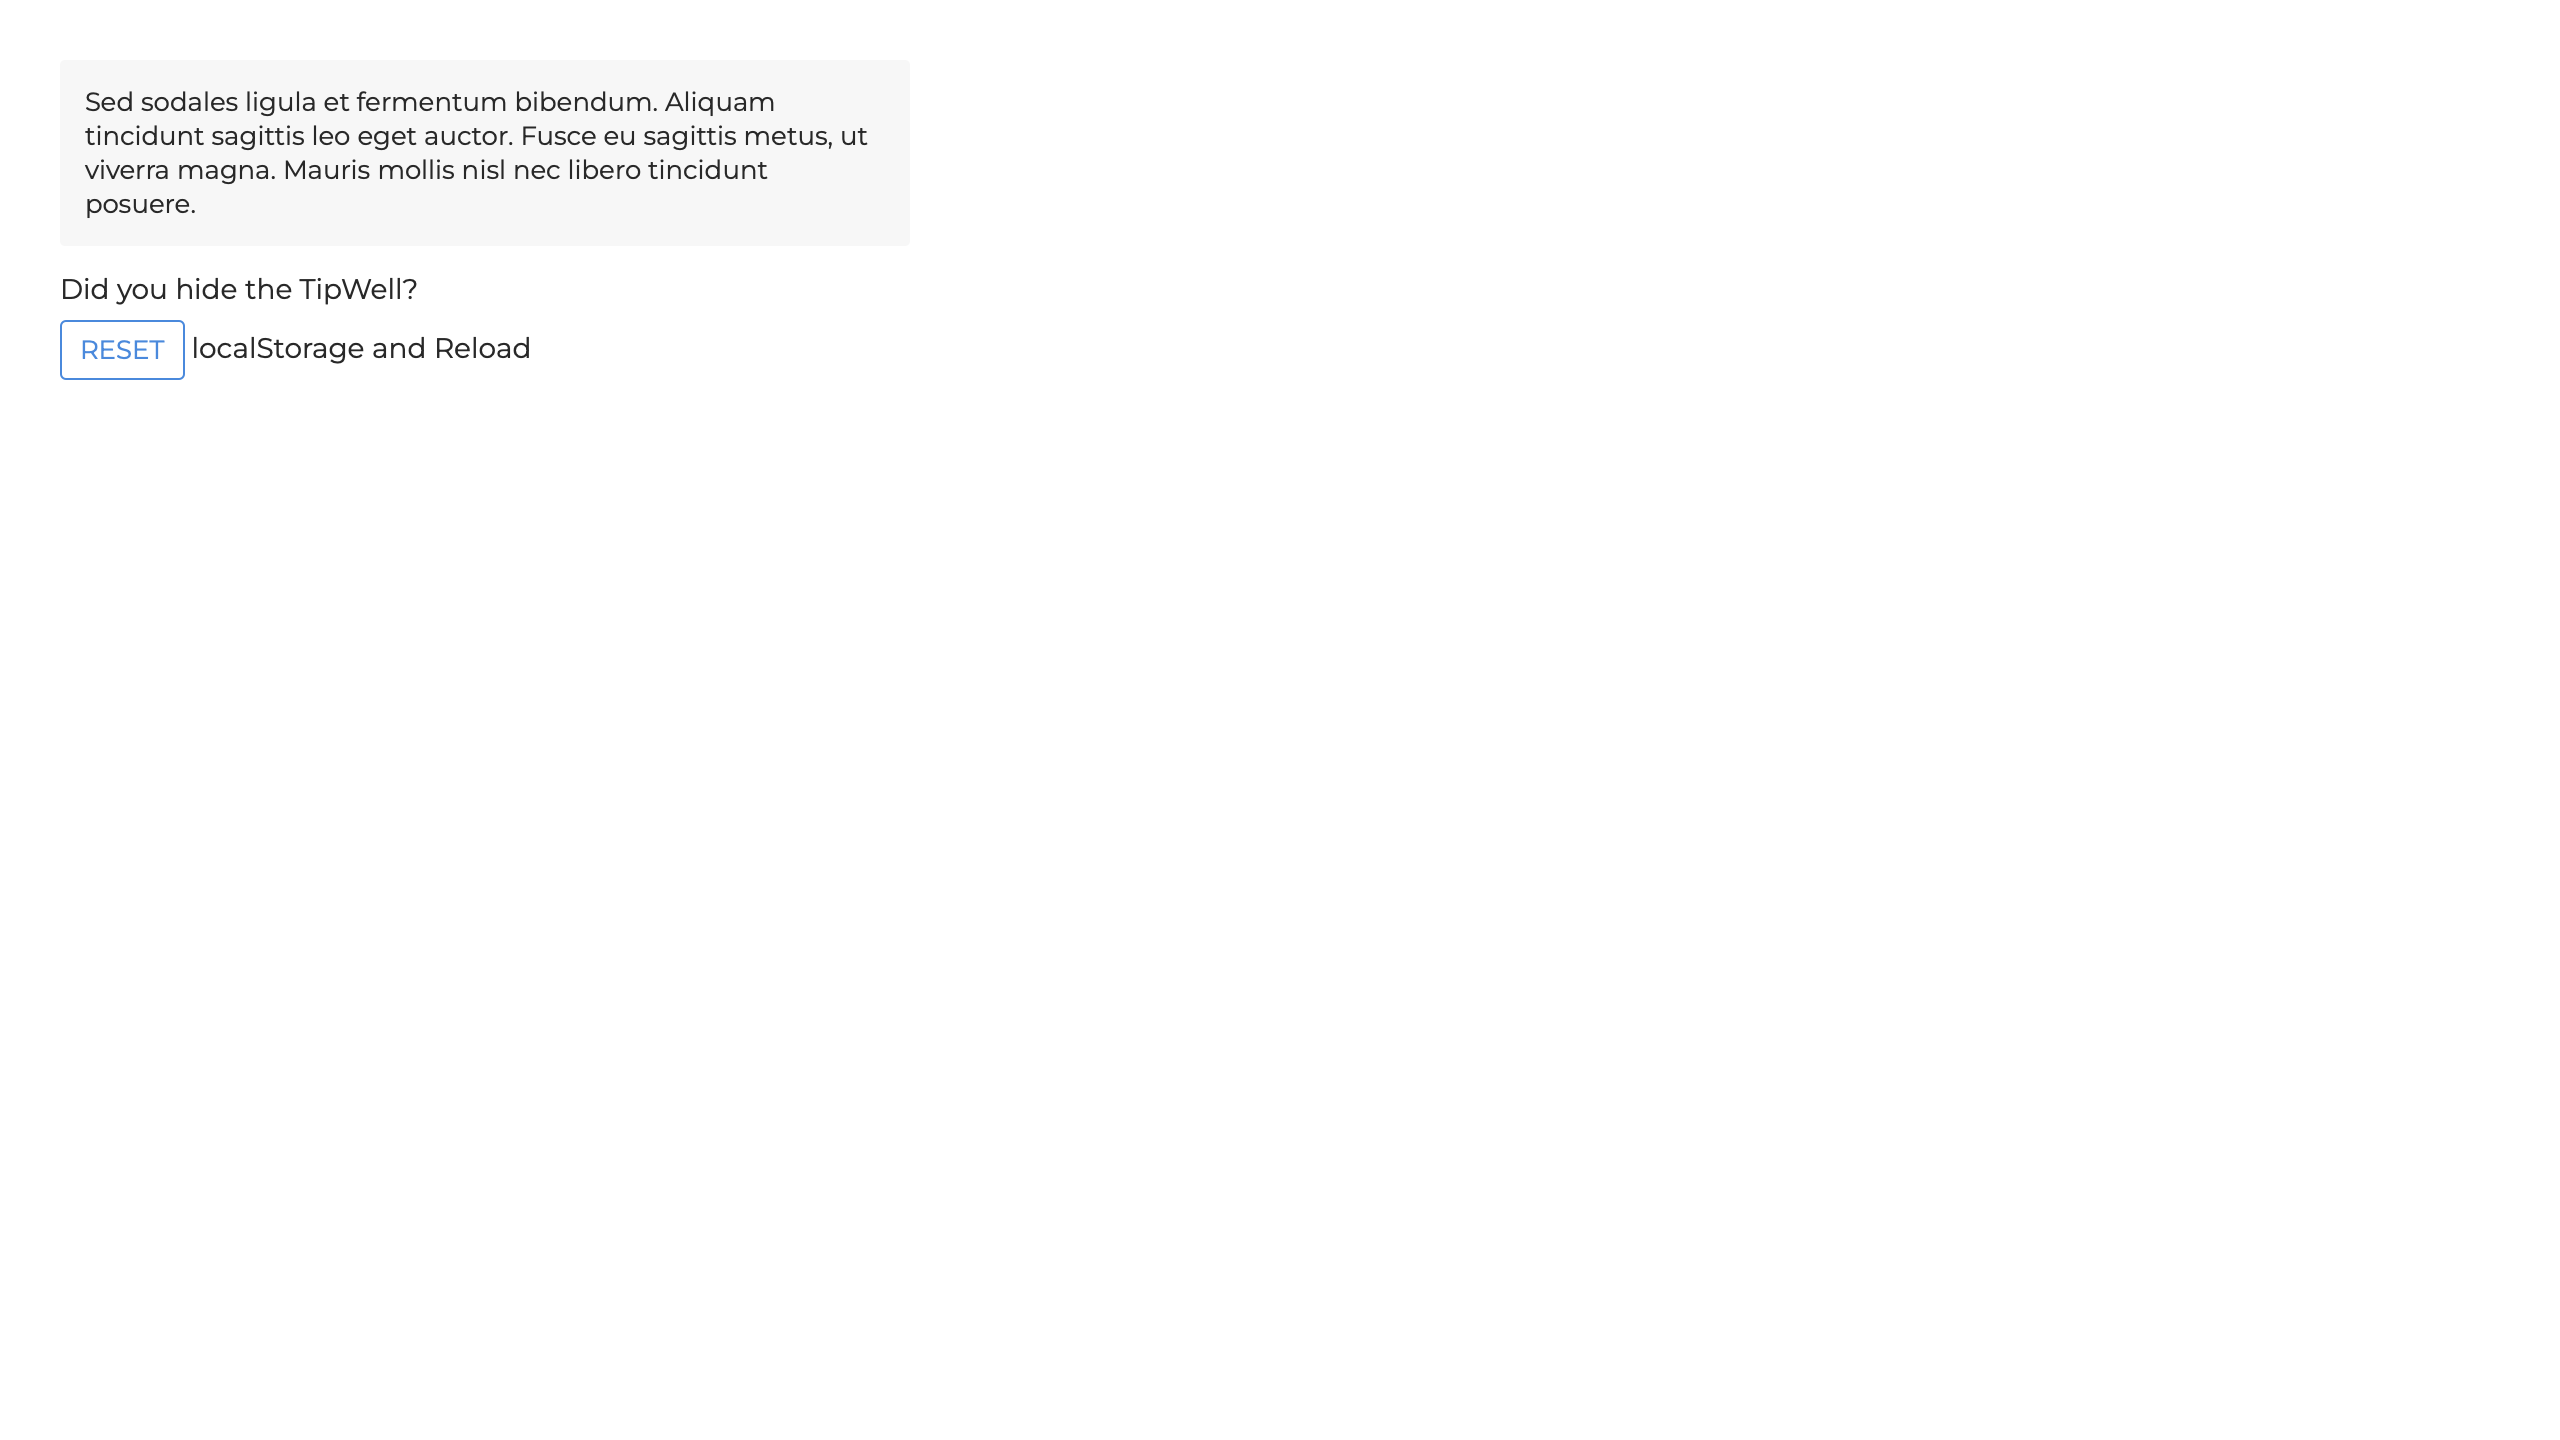 Sed sodales ligula et fermentum bibendum. Aliquam
tincidunt sagittis leo eget auctor. Fusce eu sagittis metus, ut
viverra magna. Mauris mollis nisl nec libero tincidunt
posuere.
Did you hide the TipWell?
RESET localStorage and Reload